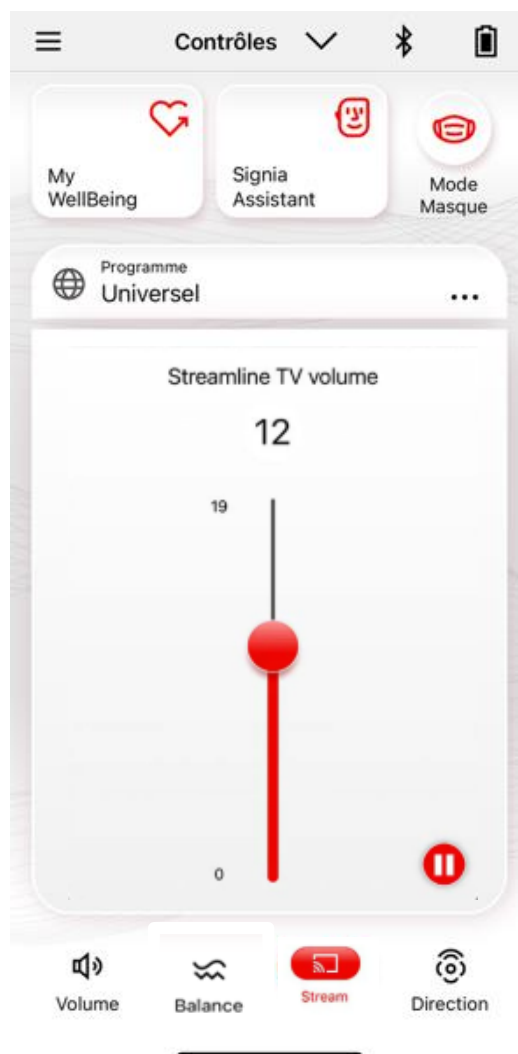 Contrôles
My
WellBeing
Signia
Assistant
Mode
Masque
Programme
Universel
...
Streamline TV volume
12
19
0
Volume
Balance
Stream
Direction